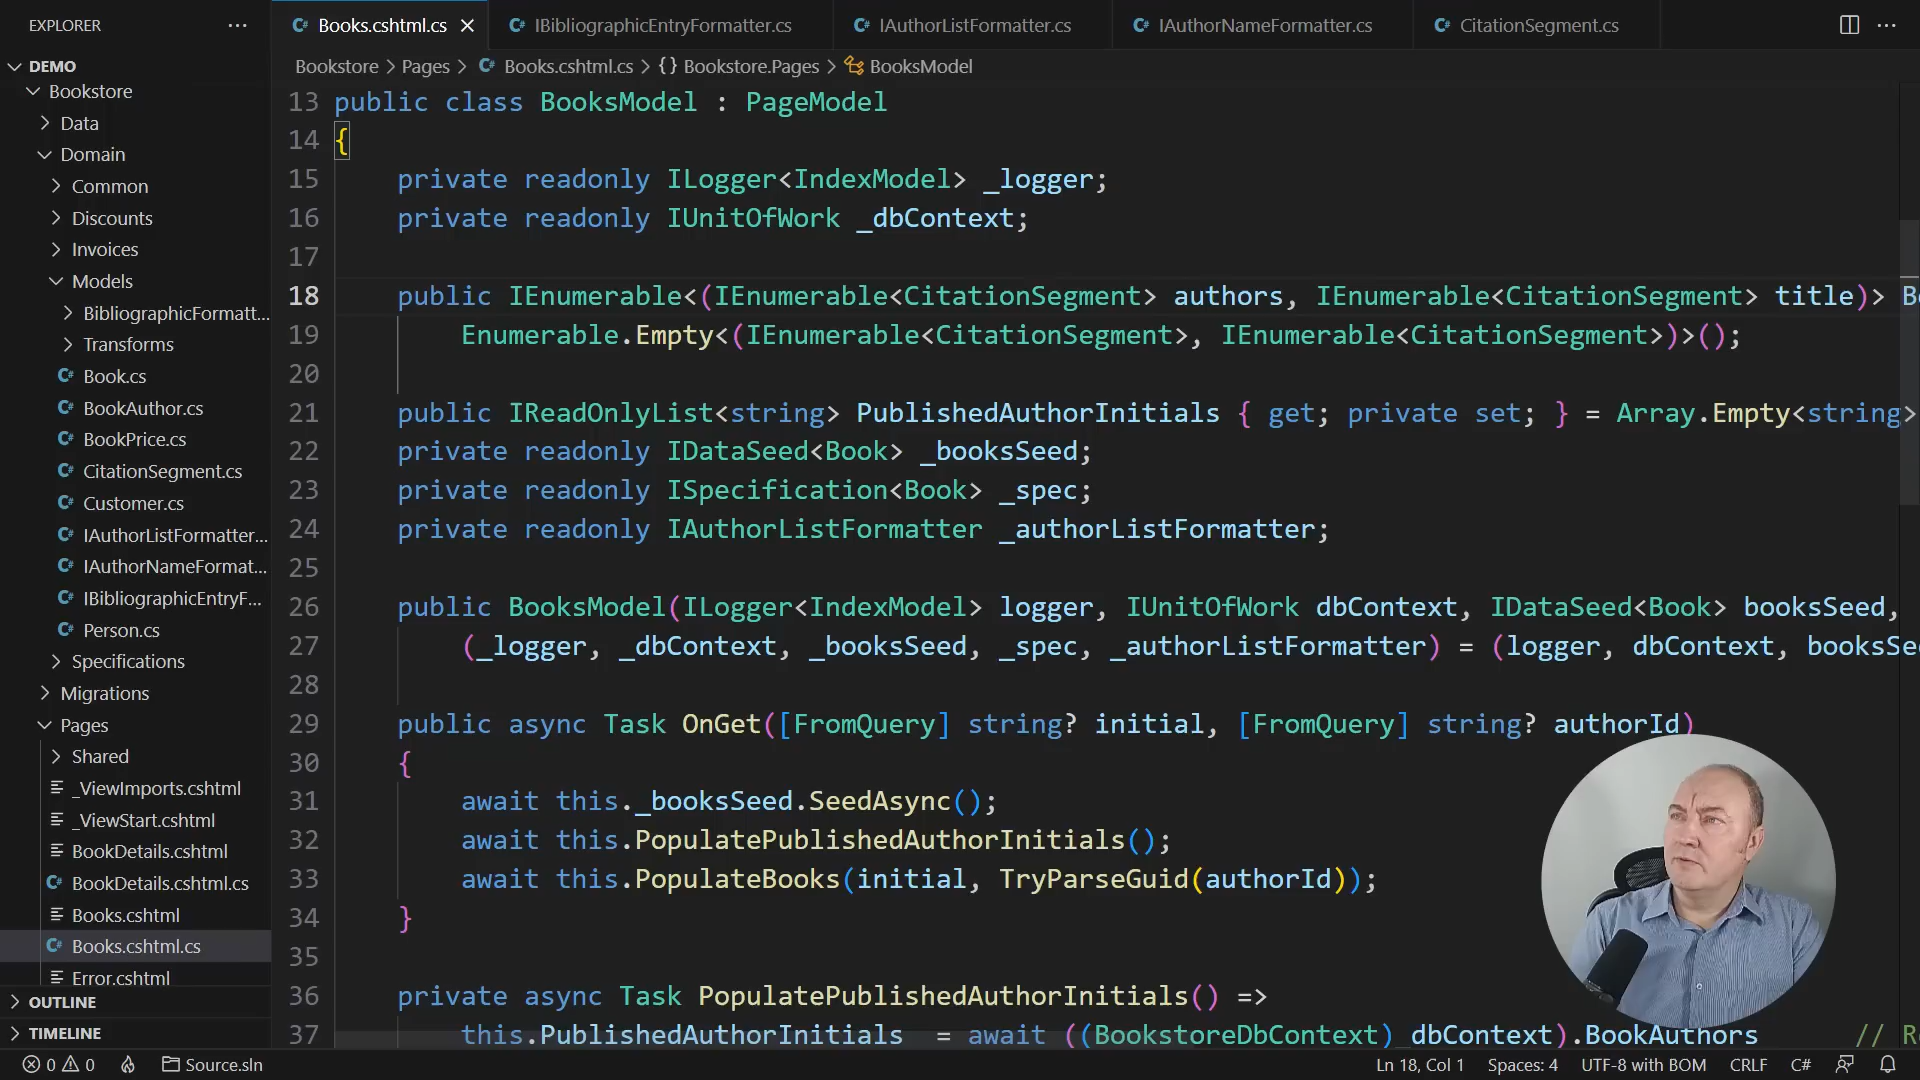 EXPLORER
DEMO
Bookstore
Data
Domain
Common
Discounts
Invoices
Models
BibliographicFormatt...
Transforms
C# Book.cs
C# BookAuthor.cs
C# BookPrice.cs
C# CitationSegment.cs
C# Customer.cs
C# IAuthorListFormatter...
C# IAuthorNameFormat...
C# IBibliographicEntryF...
C# Person.cs
Specifications
Migrations
Pages
Shared
_ViewImports.cshtml
_ViewStart.cshtml
BookDetails.cshtml
C# BookDetails.cshtml.cs
Books.cshtml
C# Books.cshtml.cs
Error.cshtml
OUTLINE
TIMELINE
C# Books.cshtml.cs
C# IBibliographicEntryFormatter.cs
C# IAuthorListFormatter.cs
C# IAuthorNameFormatter.cs
C# CitationSegment.cs
Bookstore > Pages > C# Books.cshtml.cs > {} Bookstore.Pages > BooksModel
13 public class BooksModel : PageModel
14 {
15 private readonly ILogger<IndexModel> _logger;
16 private readonly IUnitOfWork _dbContext;
17
18 public IEnumerable<(IEnumerable<CitationSegment> authors, IEnumerable<CitationSegment> title)> B
19 Enumerable.Empty<(IEnumerable<CitationSegment>, IEnumerable<CitationSegment>)>();
20
21 public IReadOnlyList<string> PublishedAuthorInitials { get; private set; } = Array.Empty<string>
22 private readonly IDataSeed<Book> _booksSeed;
23 private readonly ISpecification<Book> _spec;
24 private readonly IAuthorListFormatter _authorListFormatter;
25
26 public BooksModel(ILogger<IndexModel> logger, IUnitOfWork dbContext, IDataSeed<Book> booksSeed,
27 (_logger, _dbContext, _booksSeed, _spec, _authorListFormatter) = (logger, dbContext, booksSe
28
29 public async Task OnGet([FromQuery] string? initial, [FromQuery] string? authorId)
30 {
31 await this._booksSeed.SeedAsync();
32 await this.PopulatePublishedAuthorInitials();
33 await this.PopulateBooks(initial, TryParseGuid(authorId));
34 }
35
36 private async Task PopulatePublishedAuthorInitials() =>
37 this.PublishedAuthorInitials = await ((BookstoreDbContext)_dbContext).BookAuthors // R
0 0 Source.sln
Ln 18, Col 1 Spaces: 4 UTF-8 with BOM CRLF C#